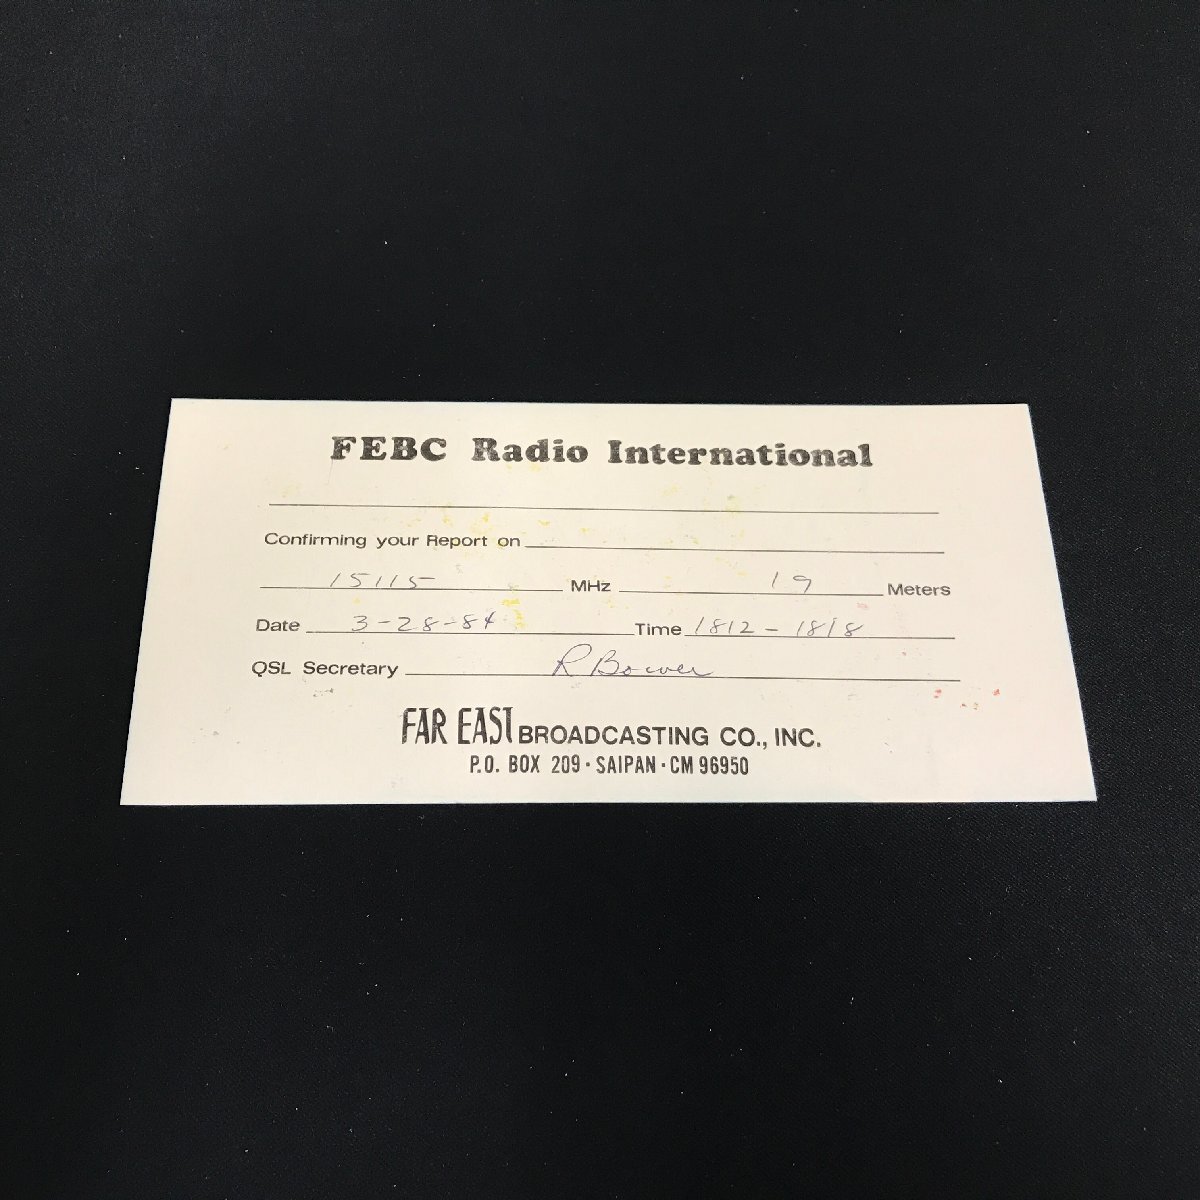 FEBC Radio International
Confirming your Report on
15115 MHz 19 Meters
Date 3-28-84 Time 1812 - 1818
QSL Secretary R Bower
FAR EAST BROADCASTING CO., INC.
P.O. BOX 209 · SAIPAN · CM 96950